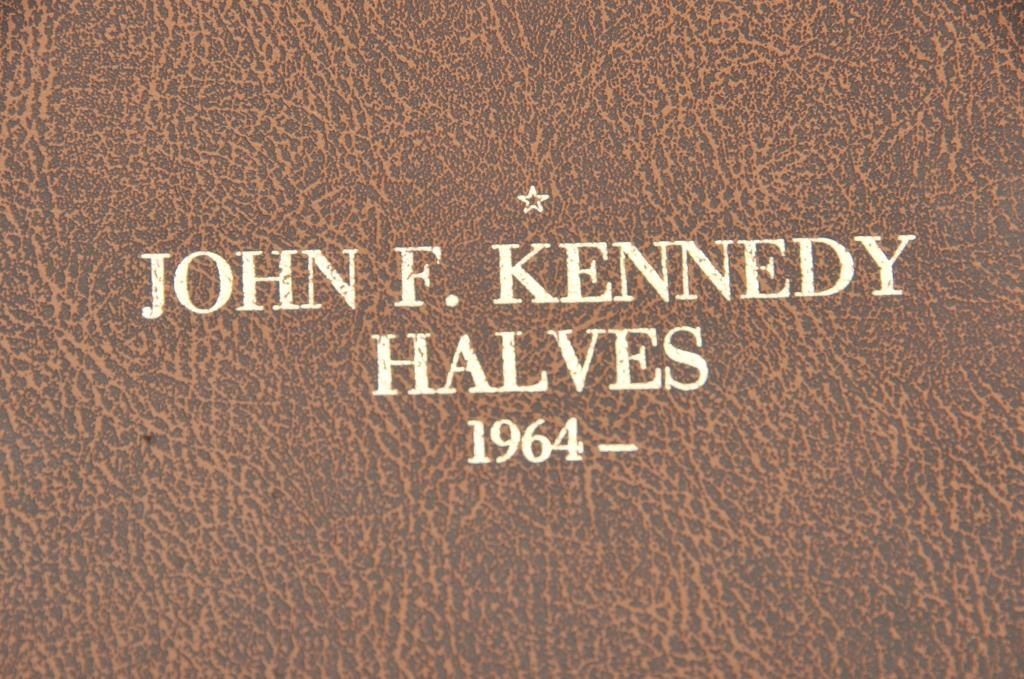 JOHN F. KENNEDY
HALVES
1964 –